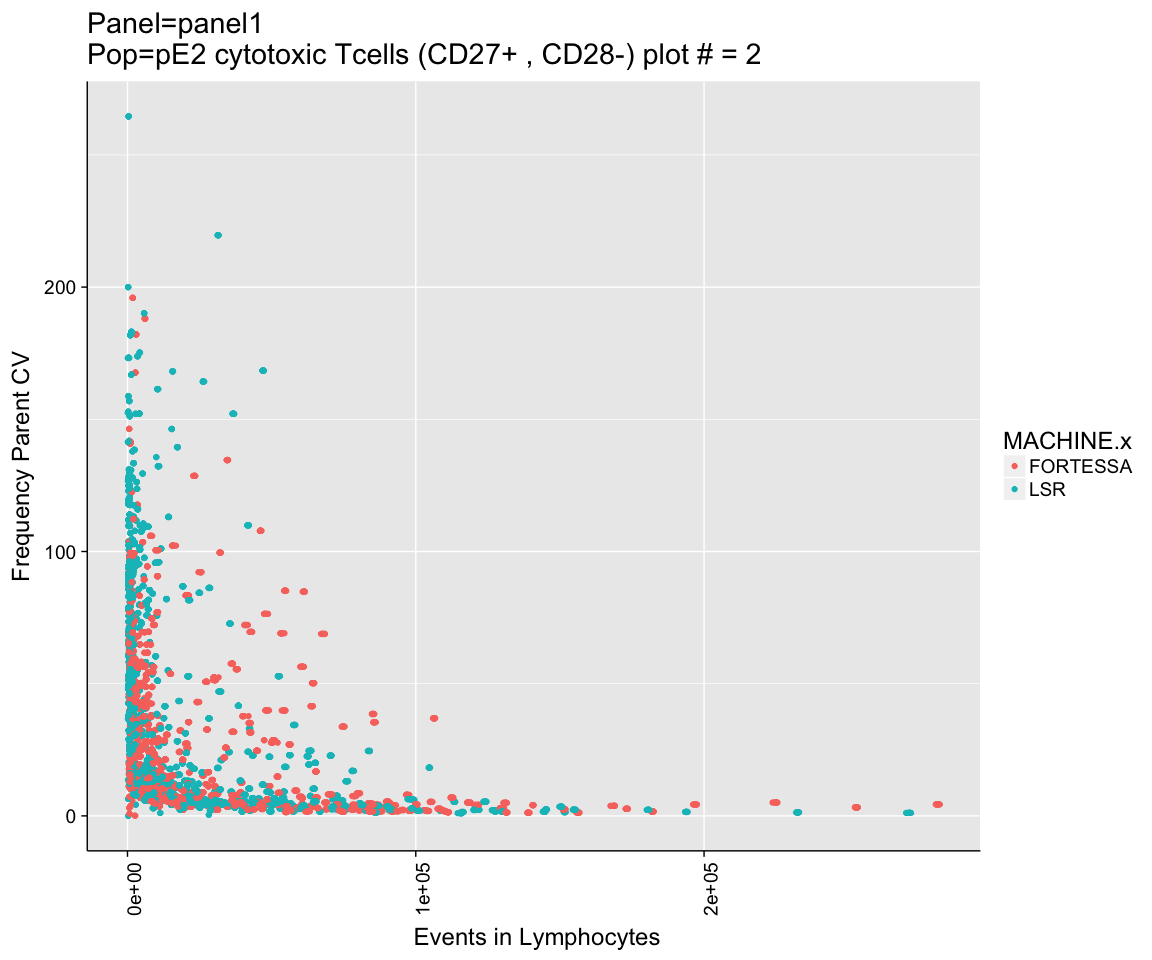 Panel=panel1
Pop=pE2 cytotoxic Tcells (CD27+ , CD28-) plot # = 2
Frequency Parent CV
200
100
0
0e+00
1e+05
2e+05
Events in Lymphocytes
MACHINE.x
FORTESSA
LSR